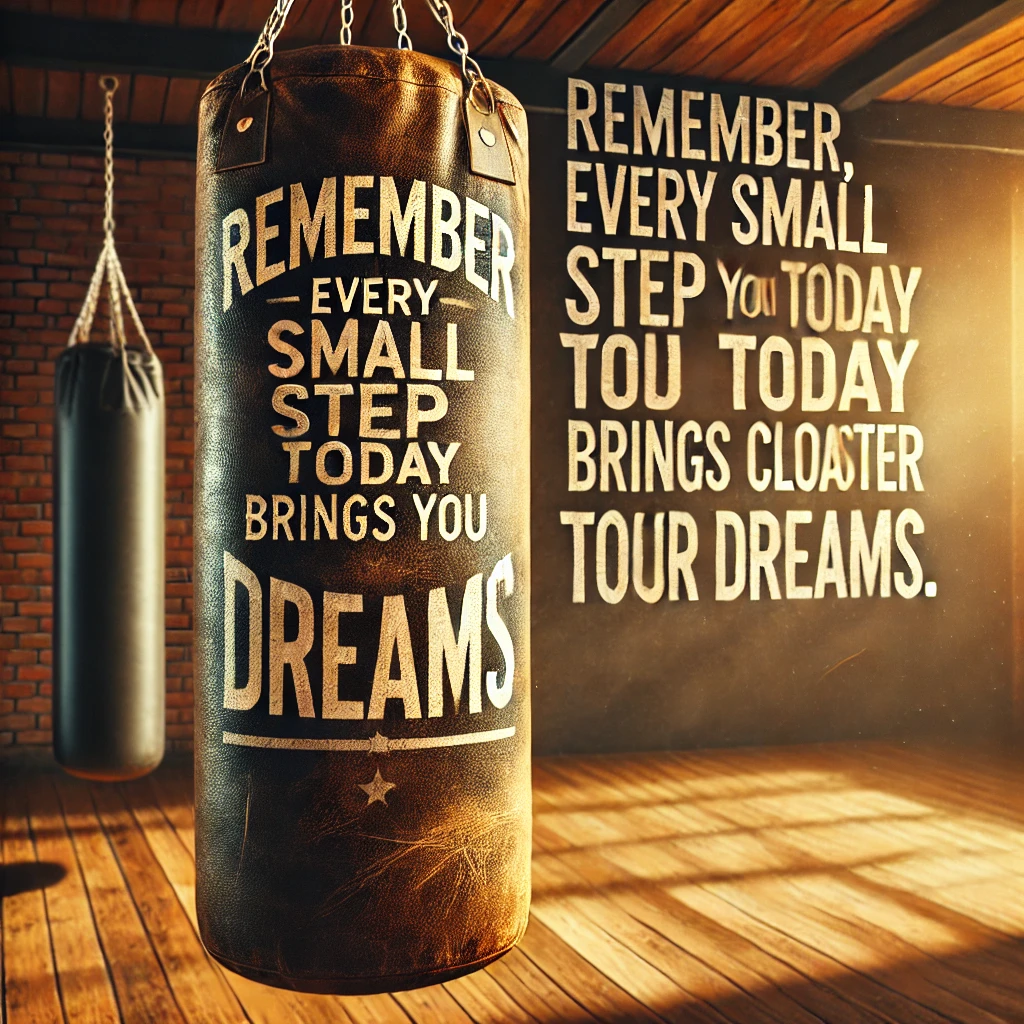 REMEMBER
EVERY
SMALL
STEP
TODAY
BRINGS YOU
DREAMS
REMEMBER,
EVERY SMALL
STEP YOU TODAY
TOU TODAY
BRINGS CLOASTER
TOUR DREAMS.